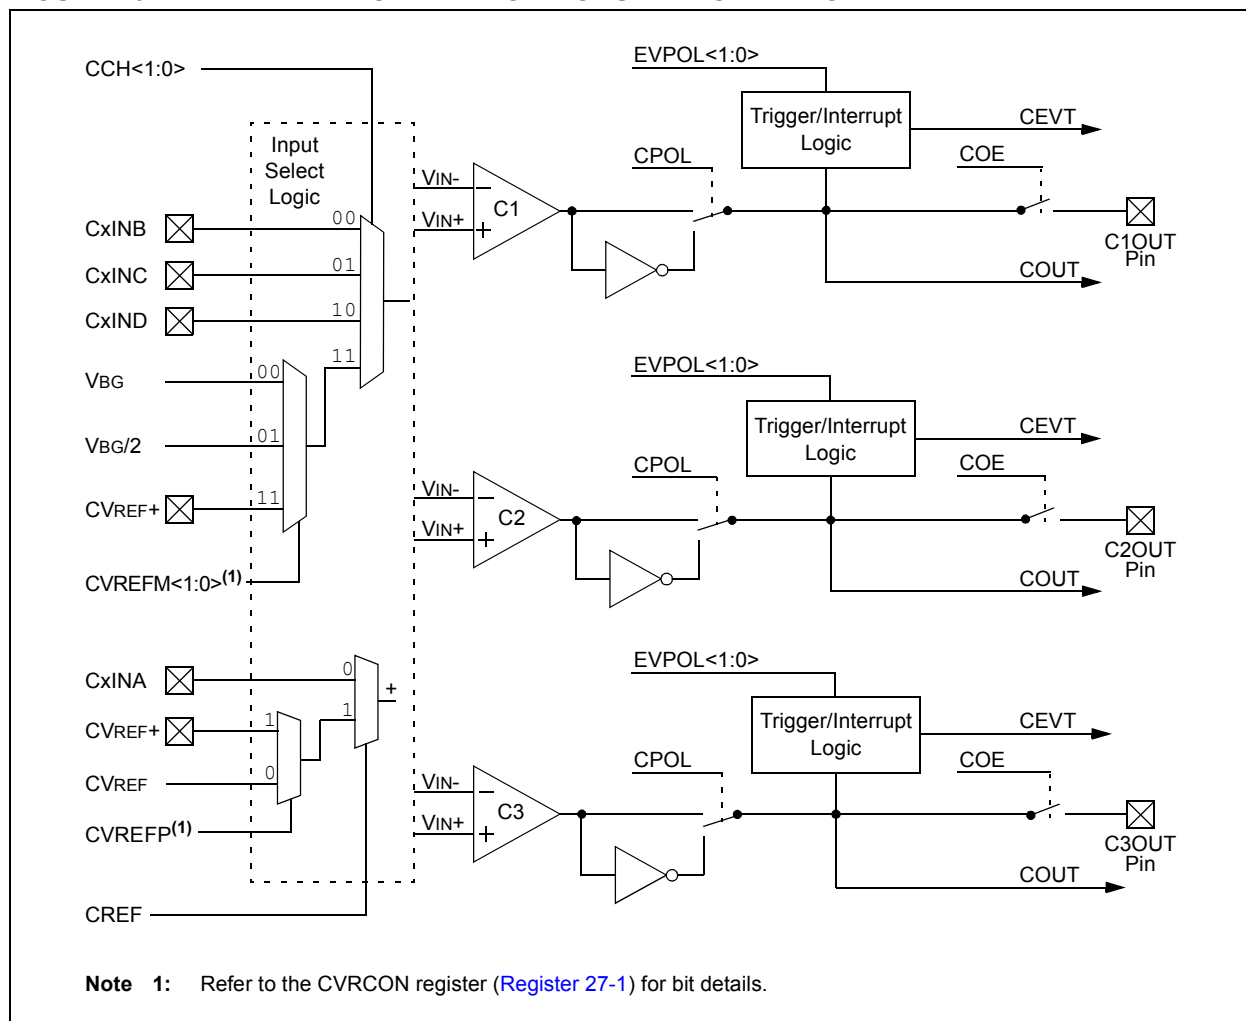 CCH<1:0>
Input
Select
Logic
CxINB
00
CxINC
01
CxIND
10
11
VBG
00
VBG/2
01
CVREF+
11
CVREFM<1:0>(1)
CxINA
0
+
CVREF+
1
1
CVREF
0
CVREFP(1)
CREF
EVPOL<1:0>
Trigger/Interrupt
Logic
CEVT
CPOL
COE
VIN-
–
C1
VIN+
+
C1OUT
Pin
COUT
EVPOL<1:0>
Trigger/Interrupt
Logic
CEVT
CPOL
COE
VIN-
–
C2
VIN+
+
C2OUT
Pin
COUT
EVPOL<1:0>
Trigger/Interrupt
Logic
CEVT
CPOL
COE
VIN-
–
C3
VIN+
+
C3OUT
Pin
COUT
Note 1: Refer to the CVRCON register (Register 27-1) for bit details.